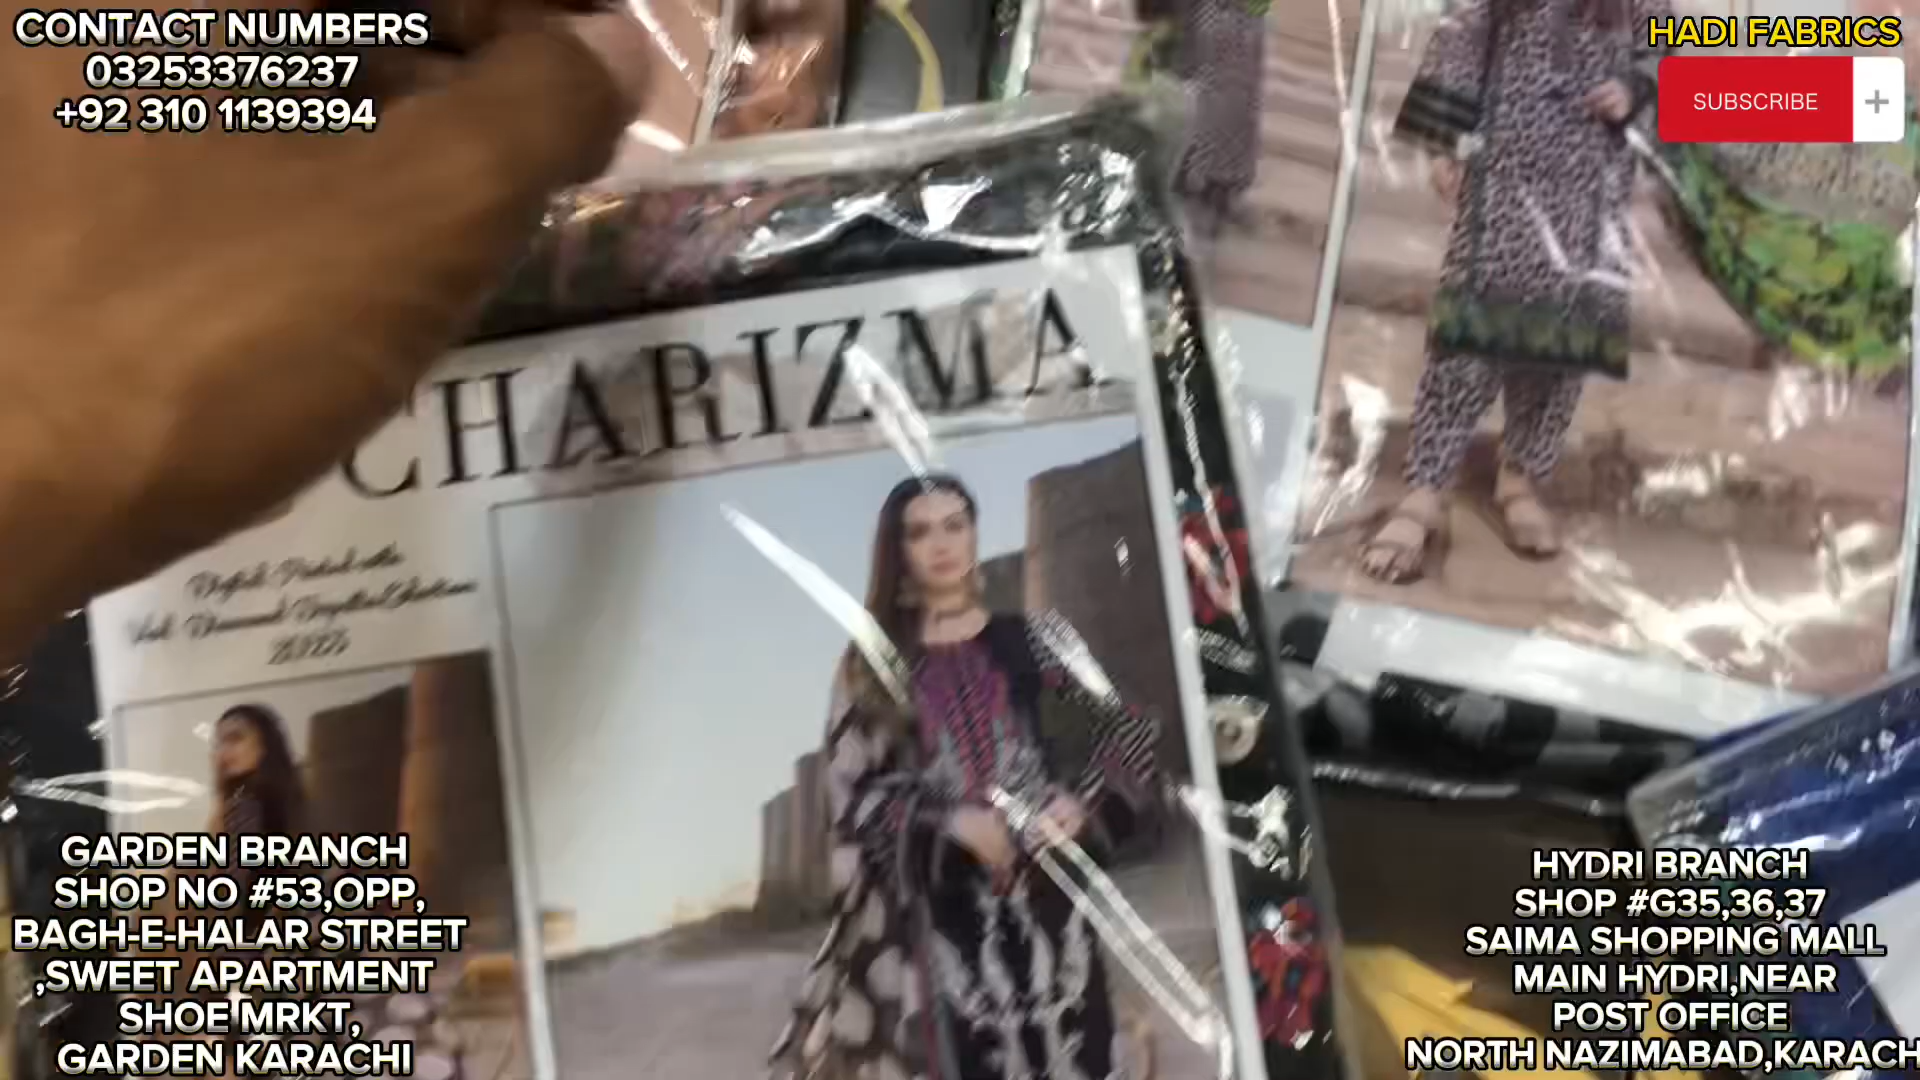 CONTACT NUMBERS
03253376237
+92 310 1139394
HADI FABRICS
SUBSCRIBE +
CHARIZMA
2025
GARDEN BRANCH
SHOP NO #53,OPP,
BAGH-E-HALAR STREET
,SWEET APARTMENT
SHOE MRKT,
GARDEN KARACHI
HYDRI BRANCH
SHOP #G35,36,37
SAIMA SHOPPING MALL
MAIN HYDRI,NEAR
POST OFFICE
NORTH NAZIMABAD,KARACH